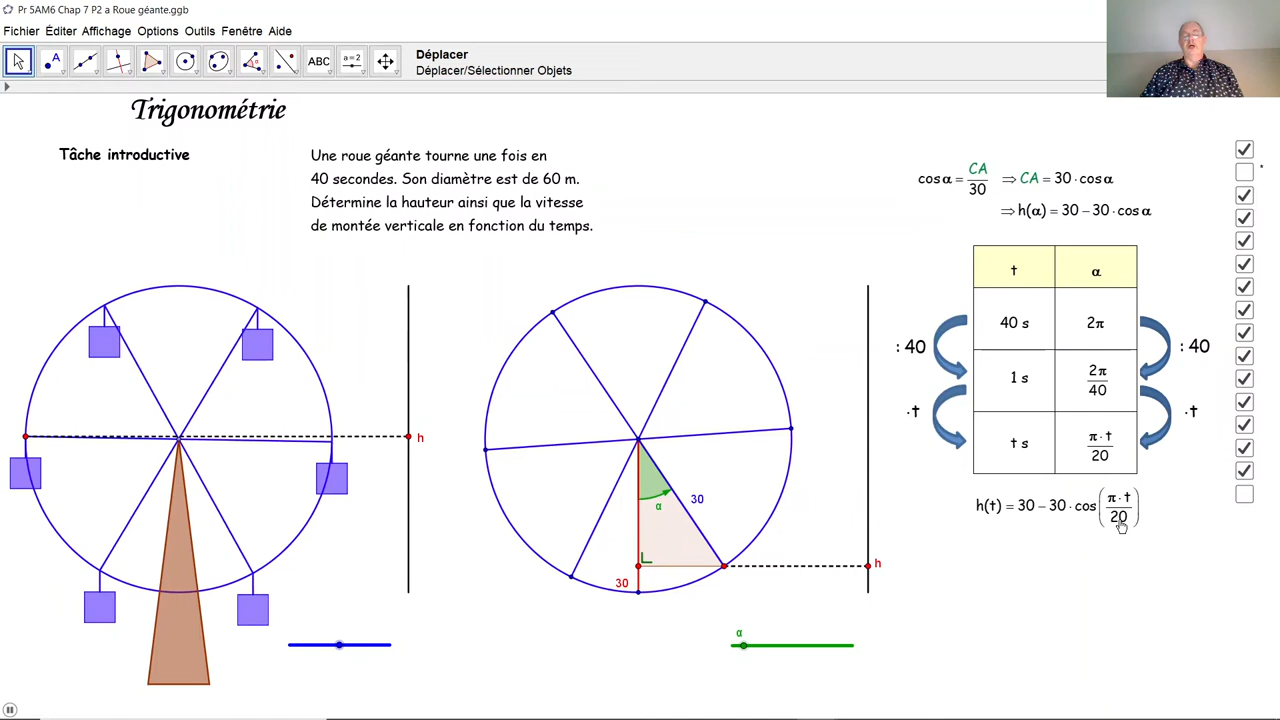 Pr 5AM6 Chap 7 P2 a Roue géante.ggb
Fichier Éditer Affichage Options Outils Fenêtre Aide
A
α
ABC
a=2
Déplacer
Déplacer/Sélectionner Objets
Trigonométrie
Tâche introductive
Une roue géante tourne une fois en
40 secondes. Son diamètre est de 60 m.
Détermine la hauteur ainsi que la vitesse
de montée verticale en fonction du temps.
h
α
30
30
h
α
cos α = CA/30 ⇒ CA = 30 · cos α
⇒ h(α) = 30 – 30 · cos α
t α
40 s 2π
: 40 : 40
1 s 2π/40
· t · t
t s π · t/20
h(t) = 30 – 30 · cos(π · t/20)